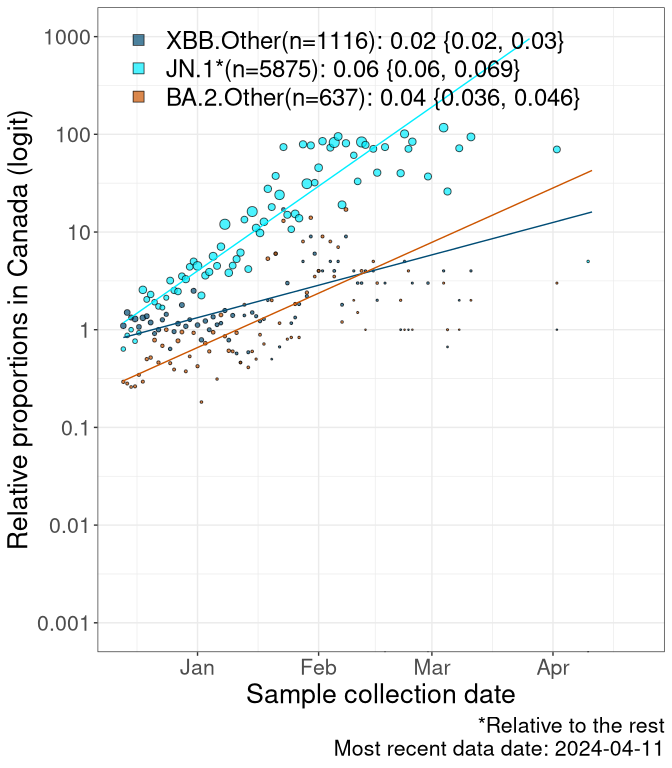 XBB.Other(n=1116): 0.02 {0.02, 0.03}
JN.1*(n=5875): 0.06 {0.06, 0.069}
BA.2.Other(n=637): 0.04 {0.036, 0.046}
Relative proportions in Canada (logit)
1000
100
10
1
0.1
0.01
0.001
Jan Feb Mar Apr
Sample collection date
*Relative to the rest
Most recent data date: 2024-04-11